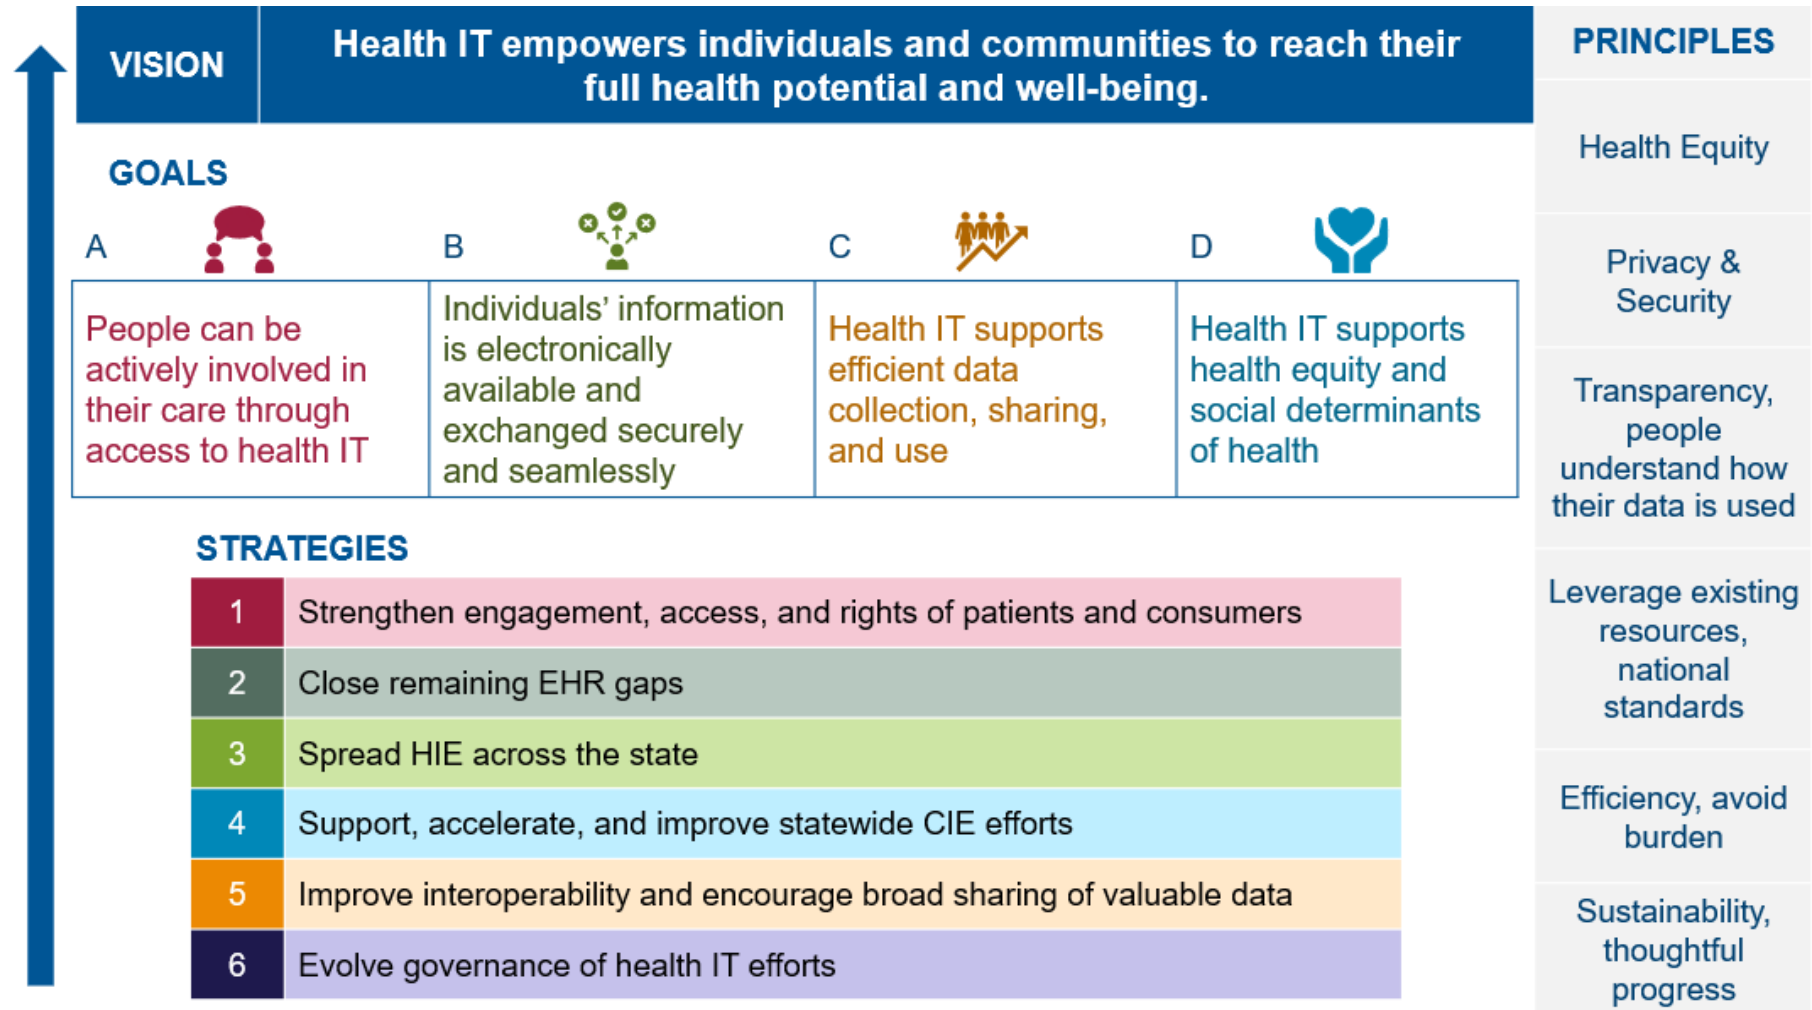 VISION
Health IT empowers individuals and communities to reach their
full health potential and well-being.
GOALS
A
People can be
actively involved in
their care through
access to health IT
B
Individuals’ information
is electronically
available and
exchanged securely
and seamlessly
C
Health IT supports
efficient data
collection, sharing,
and use
D
Health IT supports
health equity and
social determinants
of health
STRATEGIES
1 Strengthen engagement, access, and rights of patients and consumers
2 Close remaining EHR gaps
3 Spread HIE across the state
4 Support, accelerate, and improve statewide CIE efforts
5 Improve interoperability and encourage broad sharing of valuable data
6 Evolve governance of health IT efforts
PRINCIPLES
Health Equity
Privacy &
Security
Transparency,
people
understand how
their data is used
Leverage existing
resources,
national
standards
Efficiency, avoid
burden
Sustainability,
thoughtful
progress